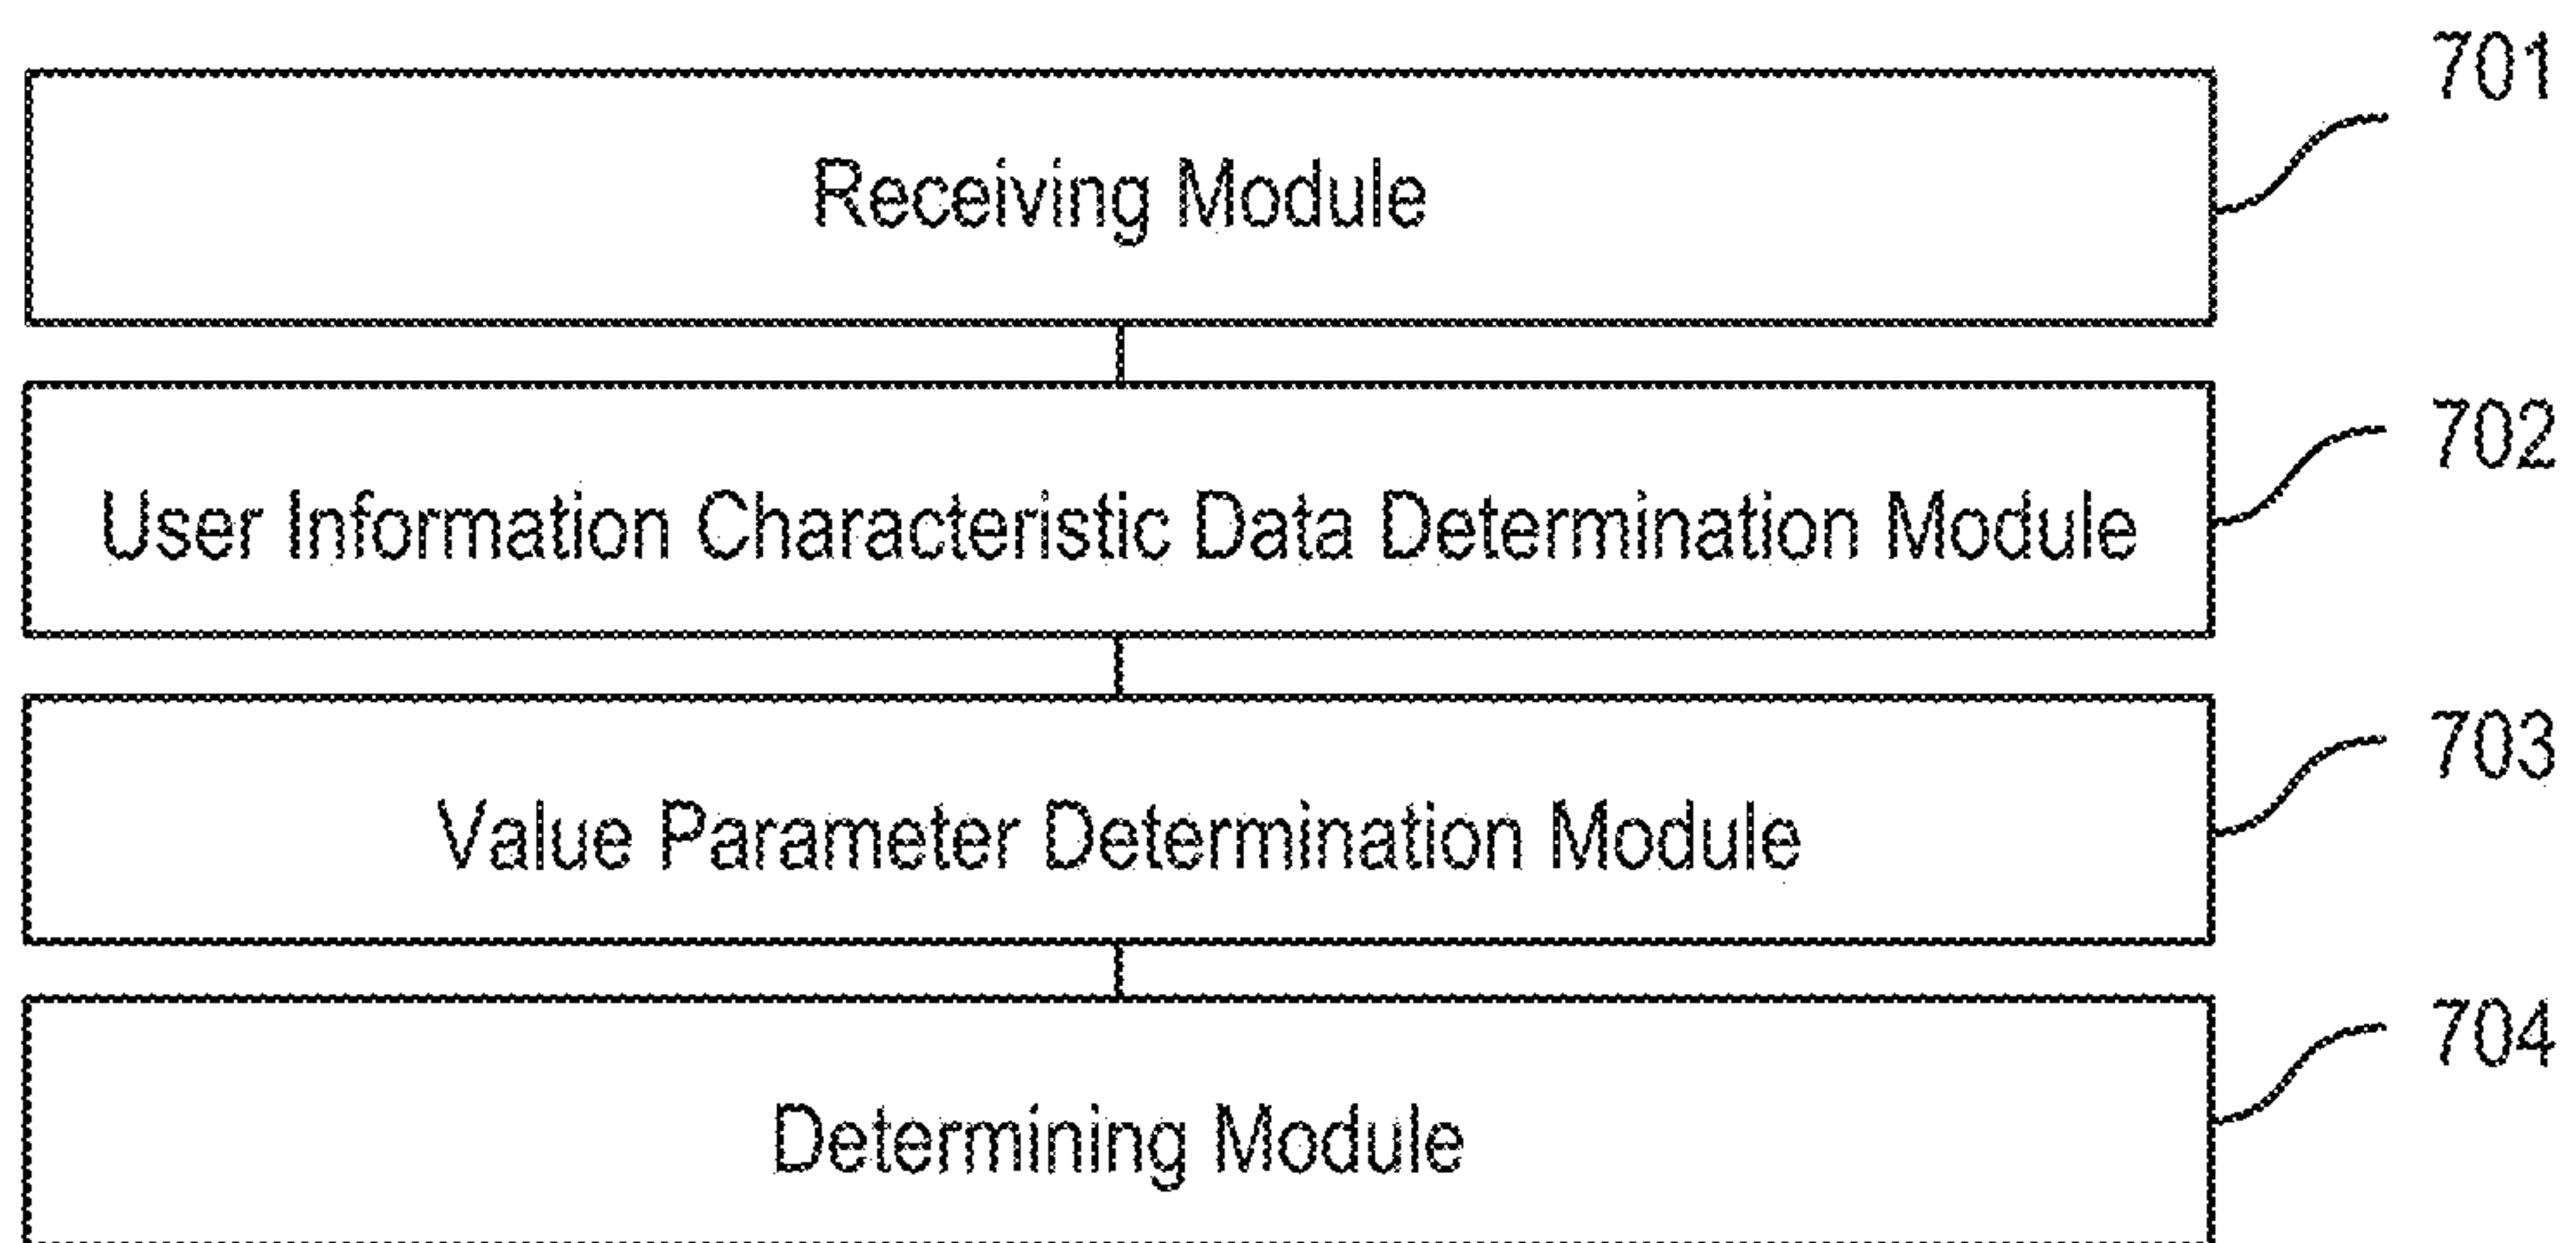 701
Receiving Module
702
User Information Characteristic Data Determination Module
703
Value Parameter Determination Module
704
Determining Module